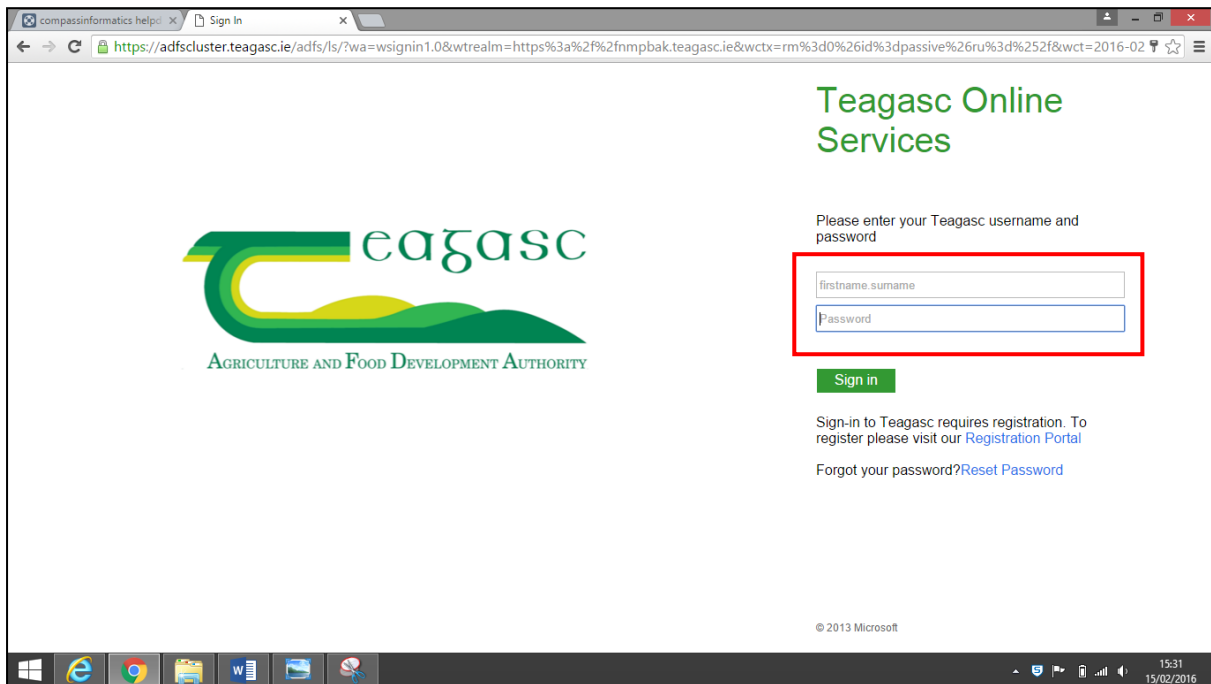 compassinformatics helpd
Sign In
https://adfscluster.teagasc.ie/adfs/ls/?wa=wsignin1.0&wtrealm=https%3a%2f%2fnmpbak.teagasc.ie&wctx=rm%3d0%26id%3dpassive%26ru%3d%252f&wct=2016-02
Teagasc Online
Services
Please enter your Teagasc username and
password
firstname.surname
Password
Sign in
Sign-in to Teagasc requires registration. To
register please visit our Registration Portal
Forgot your password?Reset Password
© 2013 Microsoft
eagasc
AGRICULTURE AND FOOD DEVELOPMENT AUTHORITY
15:31
15/02/2016